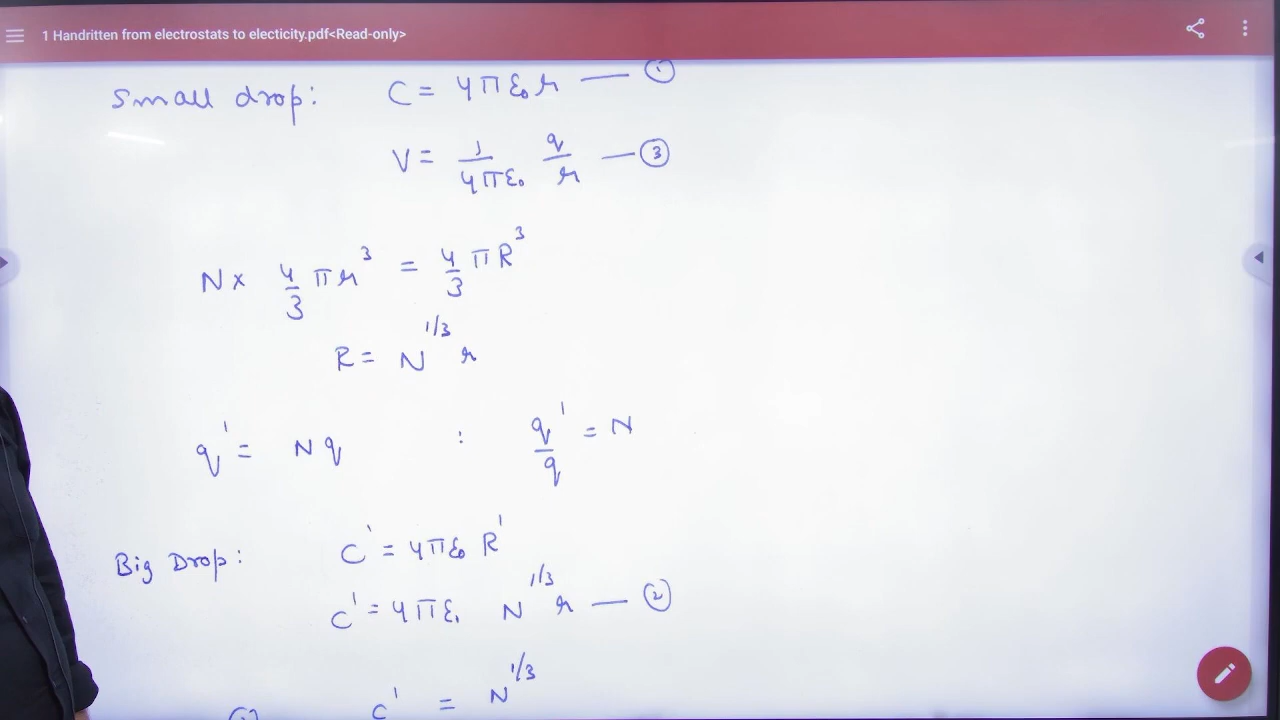 1 Handritten from electrostats to electicity.pdf<Read-only>
Small drop: C = 4πε₀r — ①
V = 1/4πε₀ q/r — ③
N × 4/3 πr³ = 4/3 πR³
R = N^1/3 r
q' = Nq : q'/q = N
Big Drop: C' = 4πε₀ R'
C' = 4πε. N^1/3 r — ②
C' = N^1/3